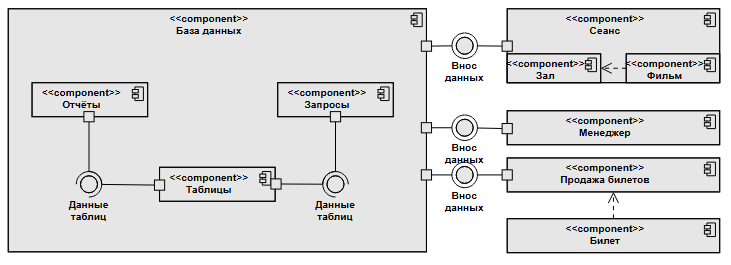 <<component>>
База данных
<<component>>
Отчёты
<<component>>
Запросы
<<component>>
Таблицы
Данные
таблиц
Данные
таблиц
Внос
данных
<<component>>
Сеанс
<<component>>
Зал
<<component>>
Фильм
Внос
данных
<<component>>
Менеджер
Внос
данных
<<component>>
Продажа билетов
<<component>>
Билет